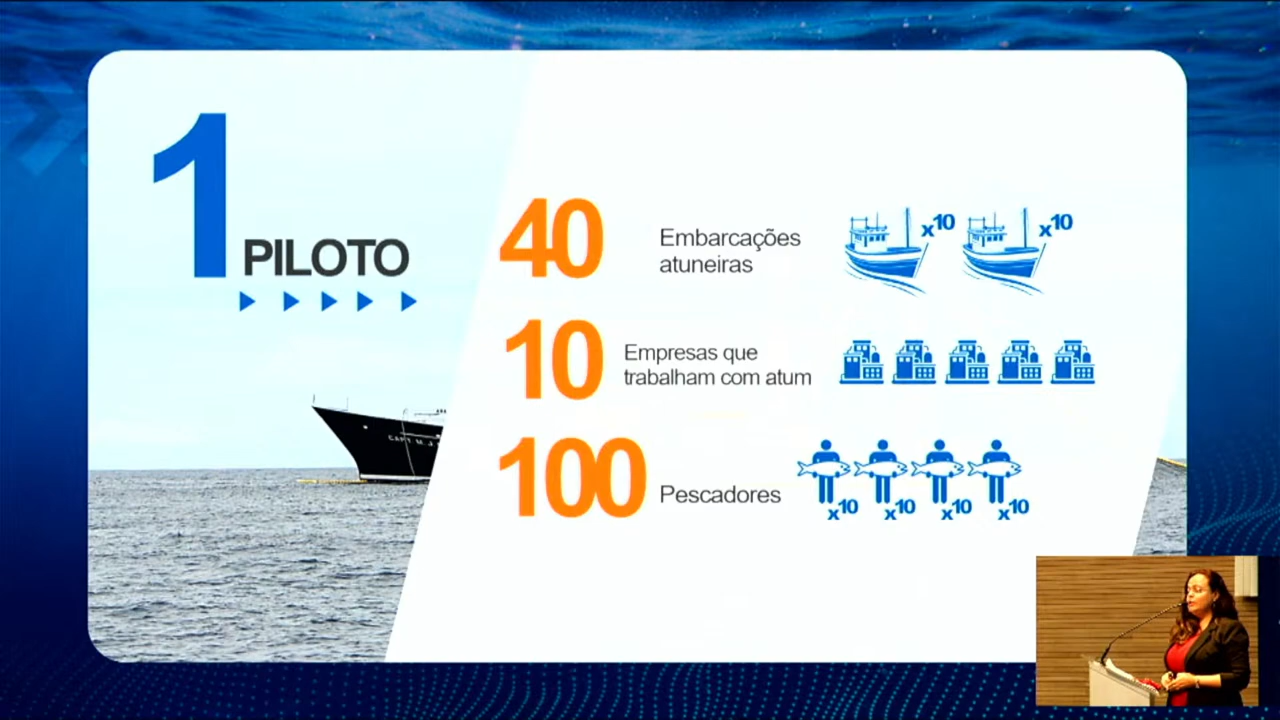 1 PILOTO
40 Embarcações
atuneiras
x10 x10
10 Empresas que
trabalham com atum
100 Pescadores
x10 x10 x10 x10